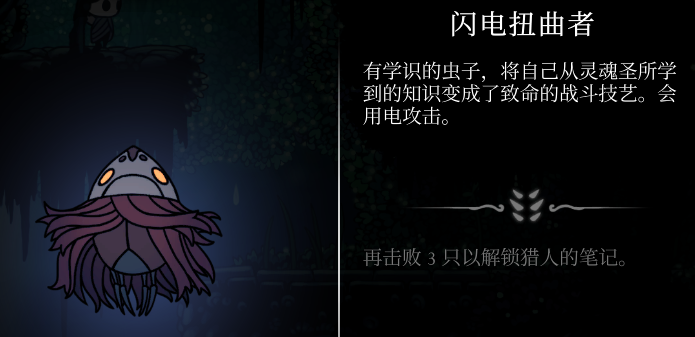 闪电扭曲者
有学识的虫子，将自己从灵魂圣所学
到的知识变成了致命的战斗技艺。会
用电攻击。
再击败 3 只以解锁猎人的笔记。